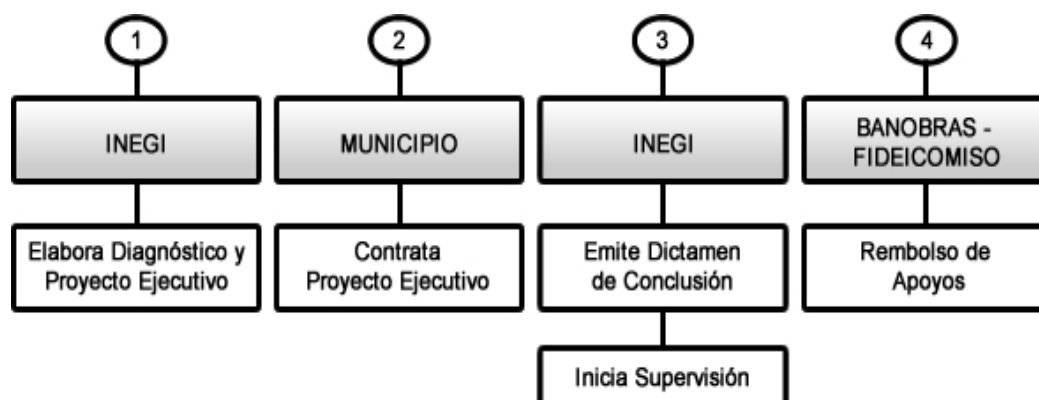 1
2
3
4
INEGI
MUNICIPIO
INEGI
BANOBRAS -
FIDEICOMISO
Elabora Diagnóstico y
Proyecto Ejecutivo
Contrata
Proyecto Ejecutivo
Emite Dictamen
de Conclusión
Rembolso de
Apoyos
Inicia Supervisión